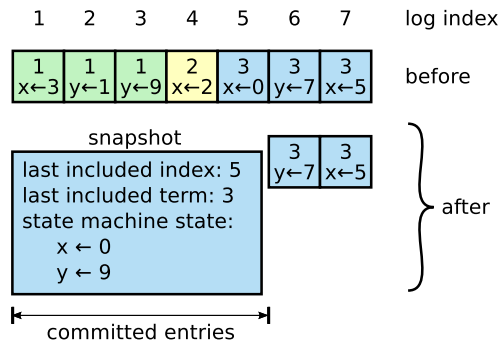 1 2 3 4 5 6 7 log index
1 1 1 2 3 3 3
x←3 y←1 y←9 x←2 x←0 y←7 x←5
before
snapshot
last included index: 5
last included term: 3
state machine state:
x ← 0
y ← 9
3 3
y←7 x←5
after
committed entries